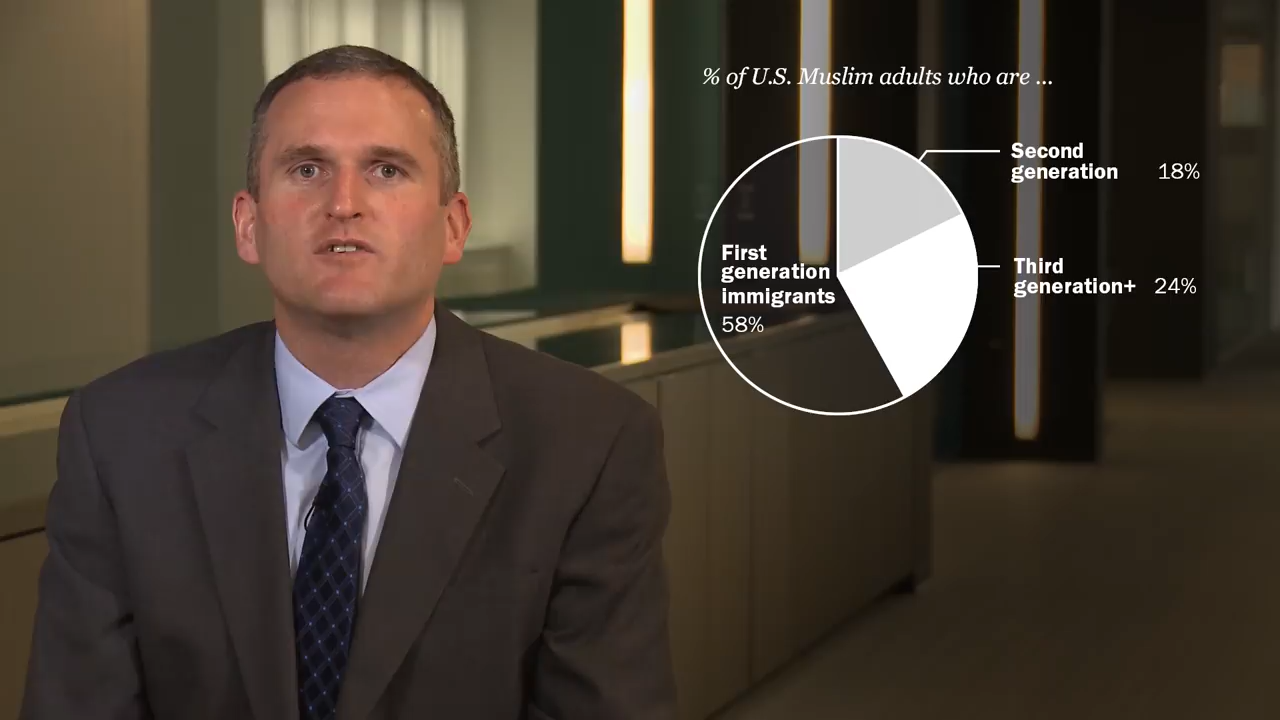 % of U.S. Muslim adults who are ...
Second
generation 18%
First
generation
immigrants
58%
Third
generation+ 24%